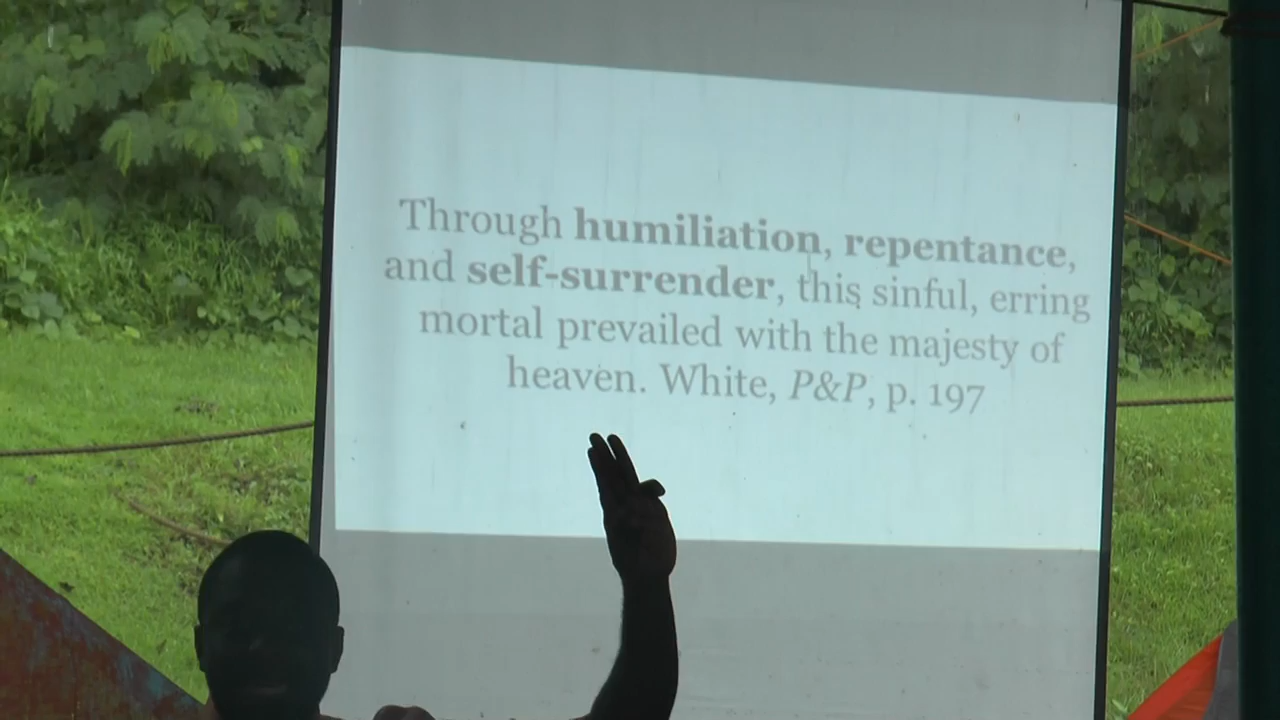 Through humiliation, repentance,
and self-surrender, this sinful, erring
mortal prevailed with the majesty of
heaven. White, P&P, p. 197